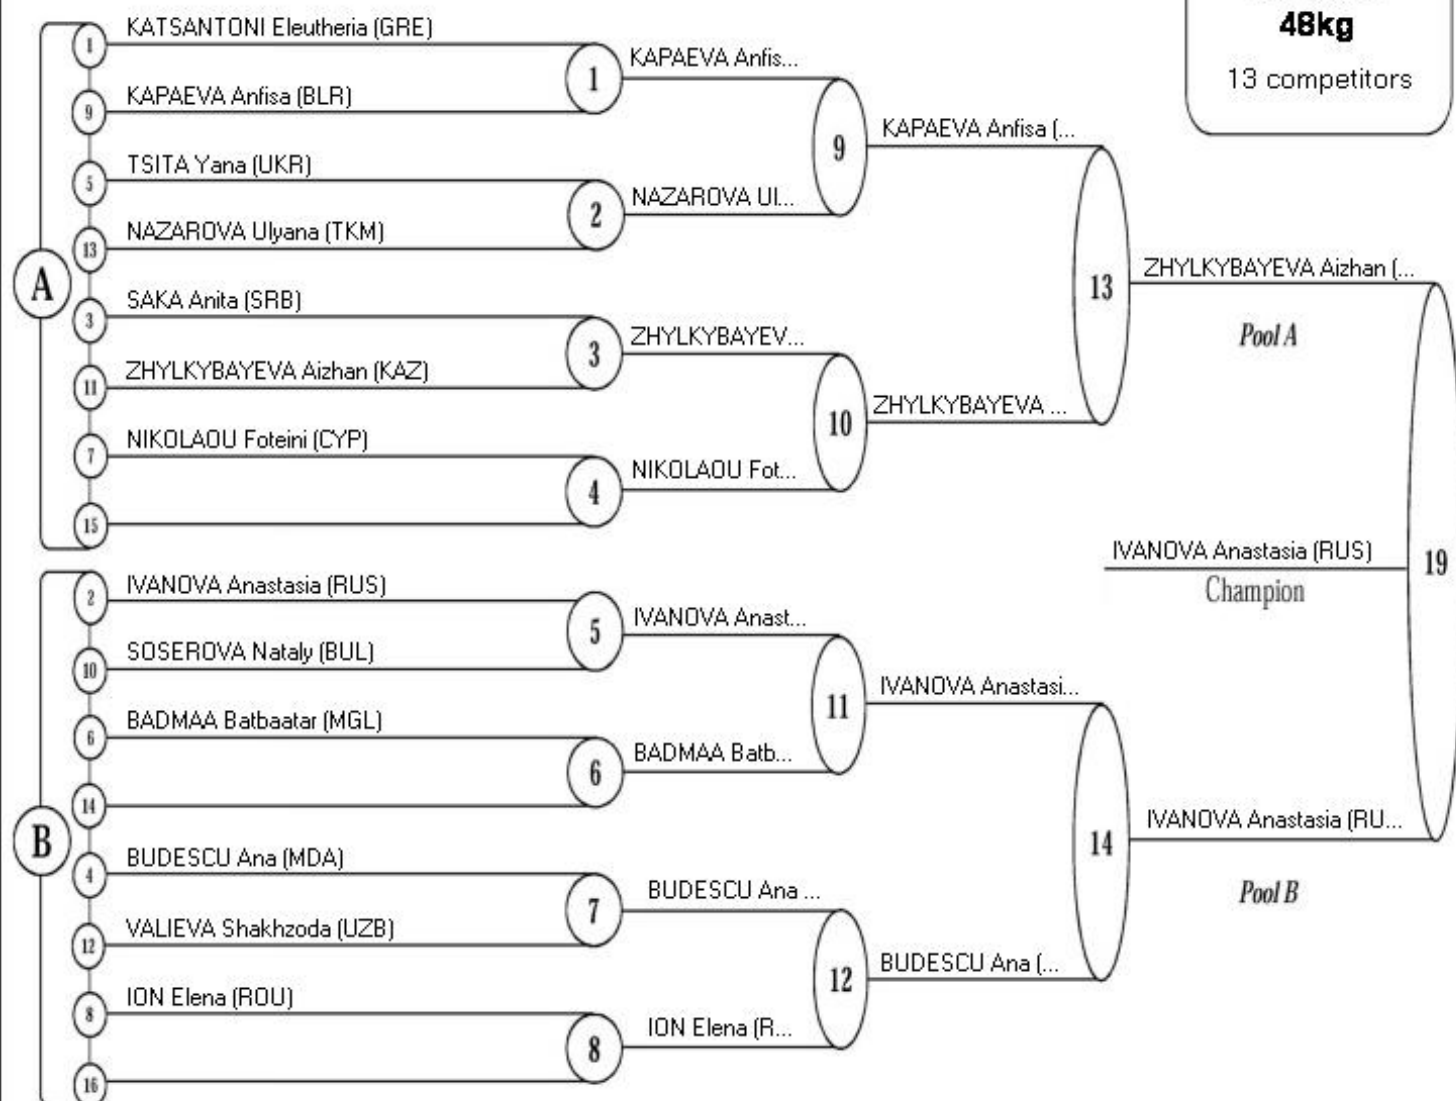 48kg
13 competitors
A
1 KATSANTONI Eleutheria (GRE)
9 KAPAEVA Anfisa (BLR)
5 TSITA Yana (UKR)
13 NAZAROVA Ulyana (TKM)
3 SAKA Anita (SRB)
11 ZHYLKYBAYEVA Aizhan (KAZ)
7 NIKOLAOU Foteini (CYP)
15
B
2 IVANOVA Anastasia (RUS)
10 SOSEROVA Nataly (BUL)
6 BADMAA Batbaatar (MGL)
14
4 BUDESCU Ana (MDA)
12 VALIEVA Shakhzoda (UZB)
8 ION Elena (ROU)
16
1 KAPAEVA Anfis...
2 NAZAROVA Ul...
3 ZHYLKYBAYEV...
4 NIKOLAOU Fot...
5 IVANOVA Anast...
6 BADMAA Batb...
7 BUDESCU Ana ...
8 ION Elena (R...
9 KAPAEVA Anfisa (...
10 ZHYLKYBAYEVA ...
11 IVANOVA Anastasi...
12 BUDESCU Ana (...
13 ZHYLKYBAYEVA Aizhan (...
Pool A
14 IVANOVA Anastasia (RU...
Pool B
19 IVANOVA Anastasia (RUS)
Champion